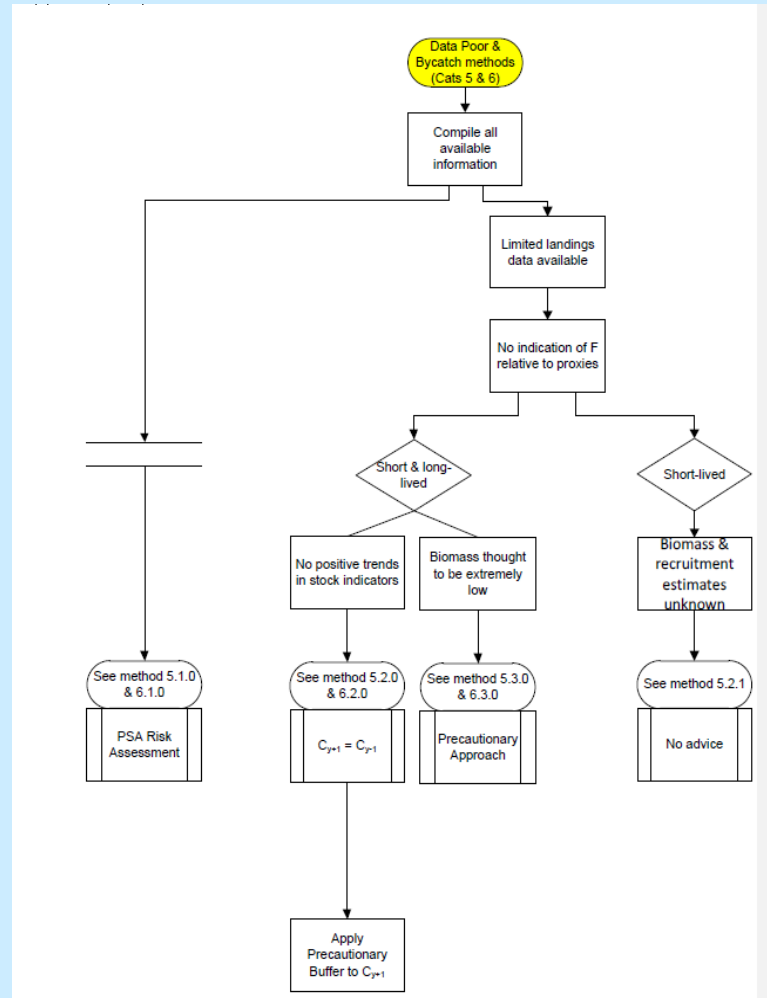 Data Poor &
Bycatch methods
(Cats 5 & 6)
Compile all
available
information
Limited landings
data available
No indication of F
relative to proxies
Short & long-
lived
Short-lived
No positive trends
in stock indicators
Biomass thought
to be extremely
low
Biomass &
recruitment
estimates
unknown
See method 5.1.0
& 6.1.0
See method 5.2.0
& 6.2.0
See method 5.3.0
& 6.3.0
See method 5.2.1
PSA Risk
Assessment
Cy+1 = Cy-1
Precautionary
Approach
No advice
Apply
Precautionary
Buffer to Cy+1